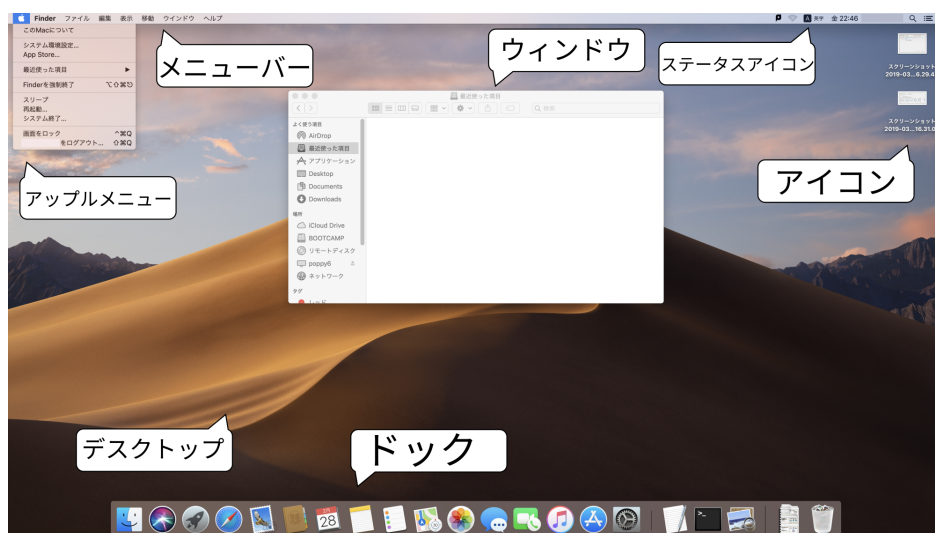 Finder ファイル 編集 表示 移動 ウインドウ ヘルプ
英字 金 22:46
このMacについて
システム環境設定...
App Store...
最近使った項目 ▶
Finderを強制終了 ⌥⇧⌘⎋
スリープ
再起動...
システム終了...
画面をロック ^⌘Q
をログアウト... ⇧⌘Q
メニューバー
ウィンドウ
ステータスアイコン
スクリーンショット
2019-03...6.29.4
スクリーンショット
2019-03...16.31.0
アイコン
アップルメニュー
最近使った項目
検索
よく使う項目
AirDrop
最近使った項目
アプリケーション
Desktop
Documents
Downloads
場所
iCloud Drive
BOOTCAMP
リモートディスク
poppy6
ネットワーク
タグ
レッド
デスクトップ
ドック
28